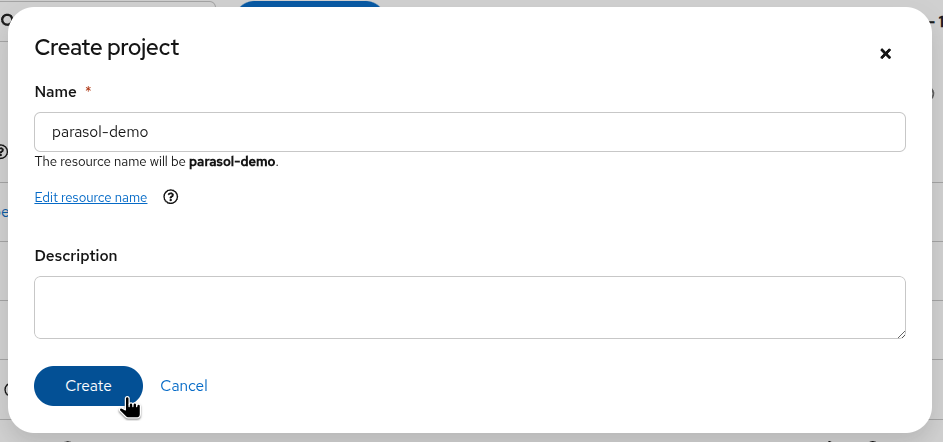 Create project
Name *
parasol-demo
The resource name will be parasol-demo.
Edit resource name
Description
Create Cancel